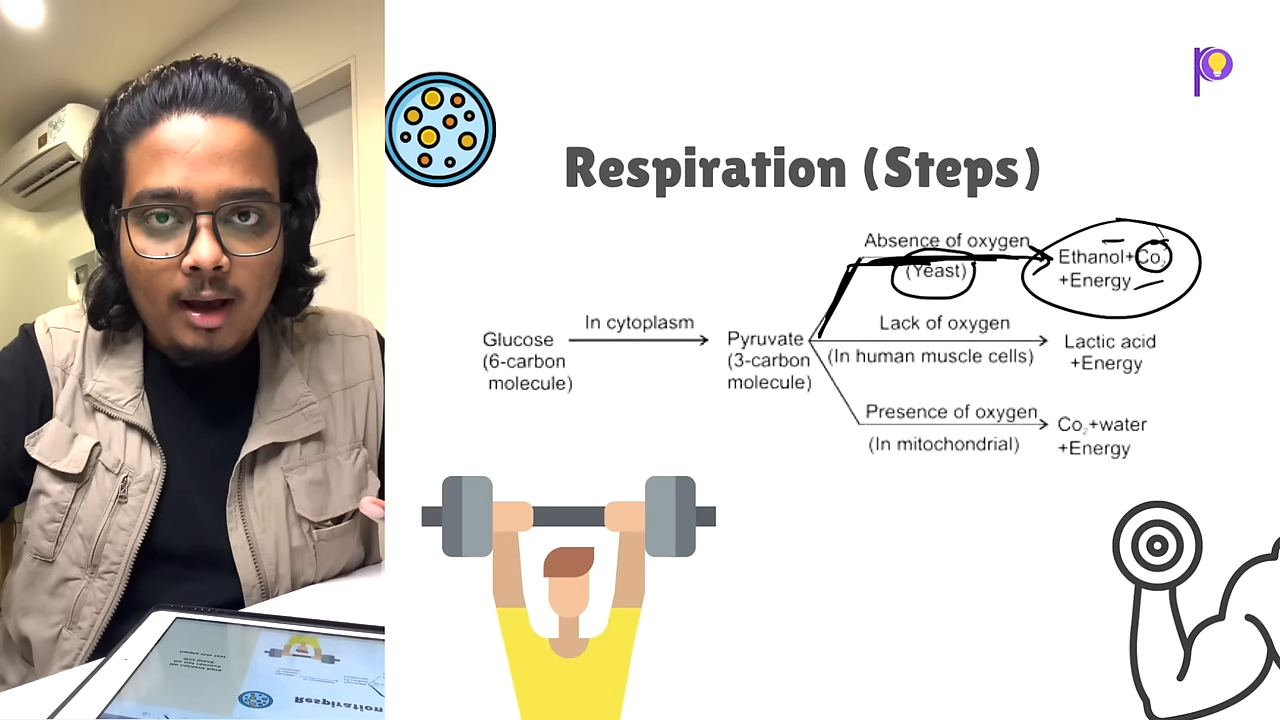 Respiration (Steps)
Absence of oxygen
(Yeast)
Ethanol+Co2
+Energy
Glucose
(6-carbon
molecule)
In cytoplasm
Pyruvate
(3-carbon
molecule)
Lack of oxygen
(In human muscle cells)
Lactic acid
+Energy
Presence of oxygen
(In mitochondrial)
Co2+water
+Energy
Respiration